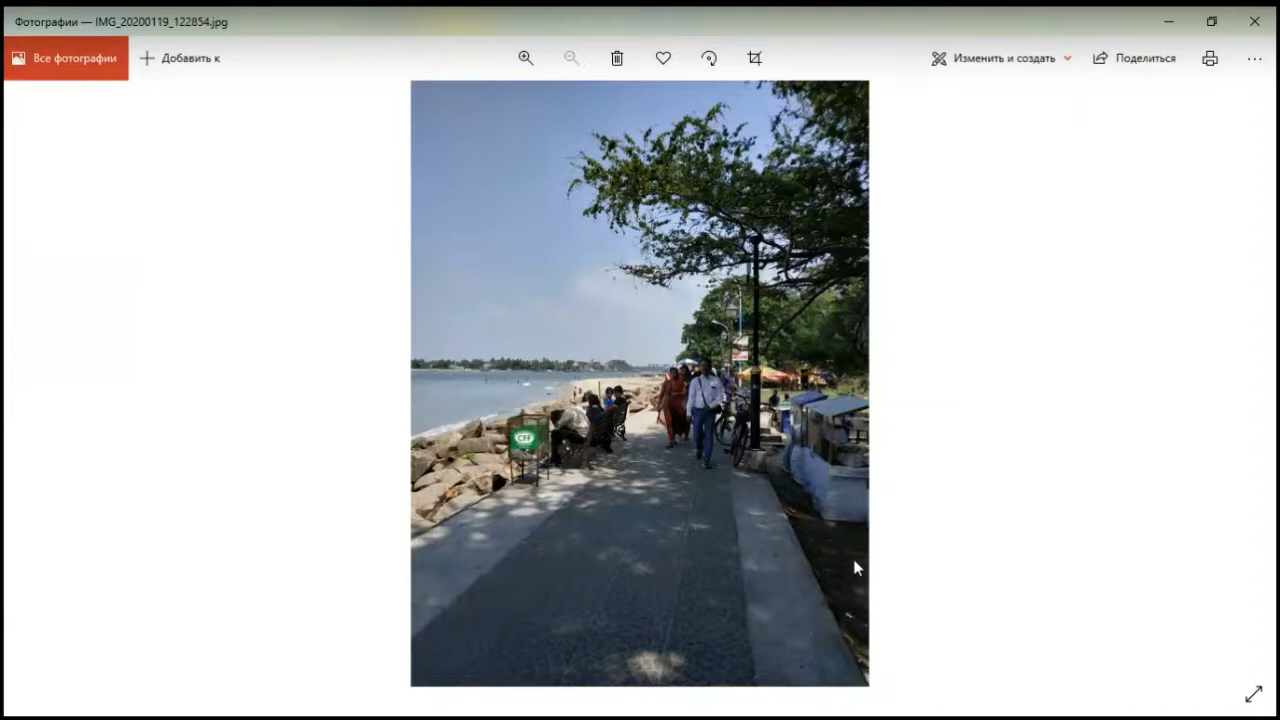 Фотографии — IMG_20200119_122854.jpg
Все фотографии
Добавить к
Изменить и создать
Поделиться
CFF